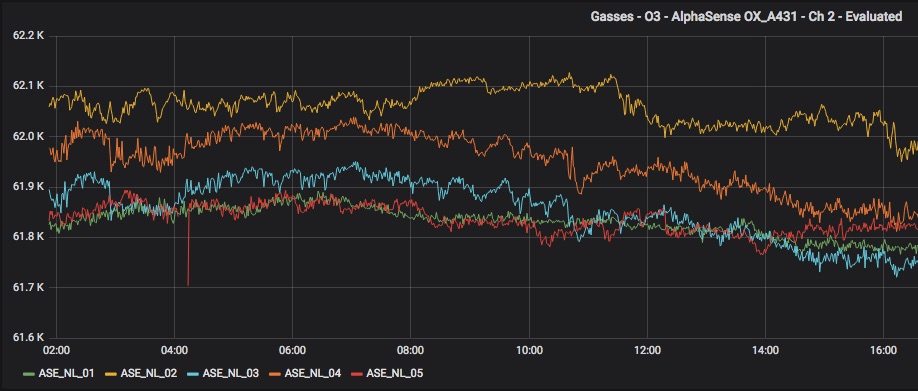 Gasses - O3 - AlphaSense OX_A431 - Ch 2 - Evaluated
62.2 K
62.1 K
62.0 K
61.9 K
61.8 K
61.7 K
61.6 K
02:00 04:00 06:00 08:00 10:00 12:00 14:00 16:00
ASE_NL_01 ASE_NL_02 ASE_NL_03 ASE_NL_04 ASE_NL_05